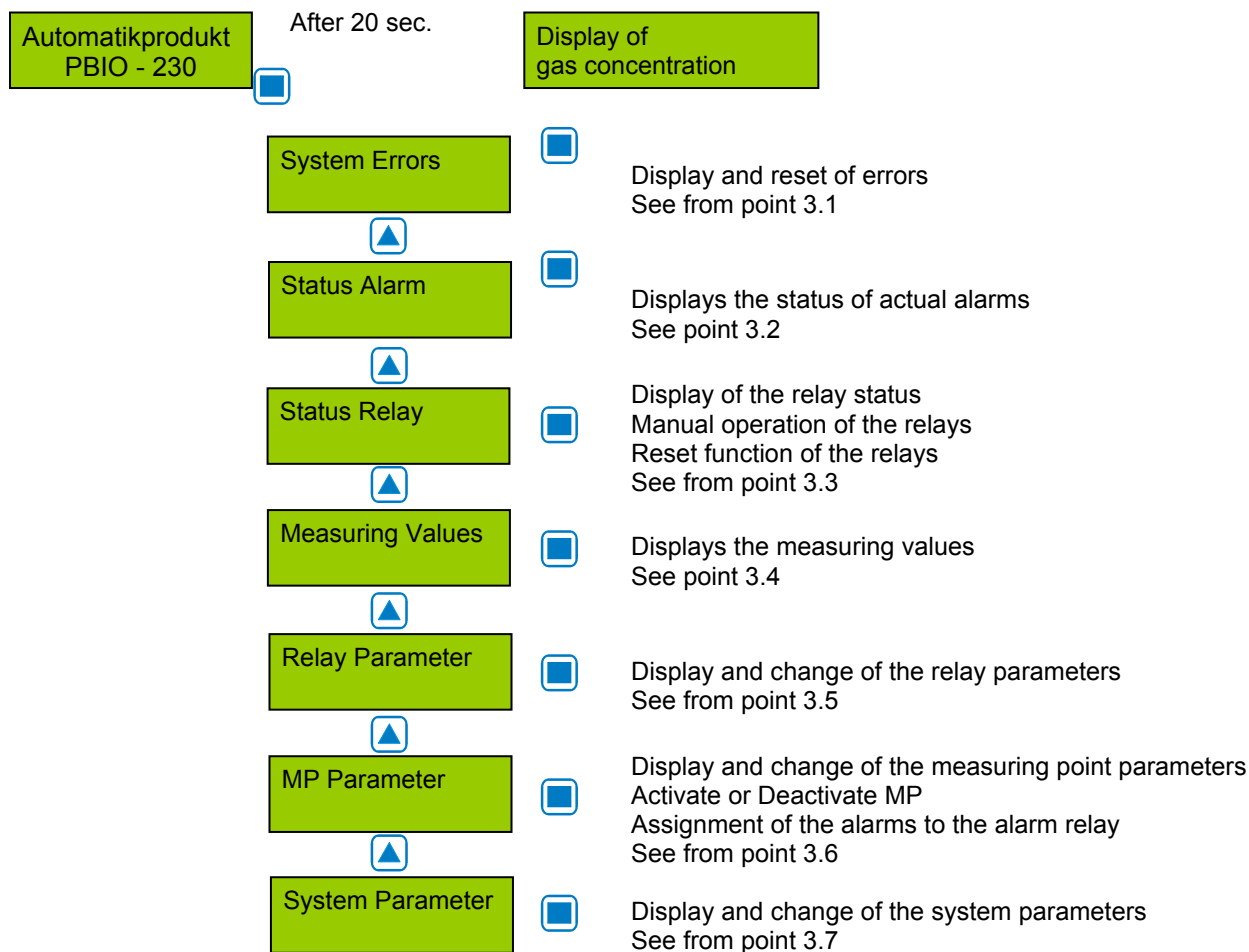 Automatikprodukt
PBIO - 230
After 20 sec.
Display of
gas concentration
System Errors
Display and reset of errors
See from point 3.1
Status Alarm
Displays the status of actual alarms
See point 3.2
Status Relay
Display of the relay status
Manual operation of the relays
Reset function of the relays
See from point 3.3
Measuring Values
Displays the measuring values
See point 3.4
Relay Parameter
Display and change of the relay parameters
See from point 3.5
MP Parameter
Display and change of the measuring point parameters
Activate or Deactivate MP
Assignment of the alarms to the alarm relay
See from point 3.6
System Parameter
Display and change of the system parameters
See from point 3.7